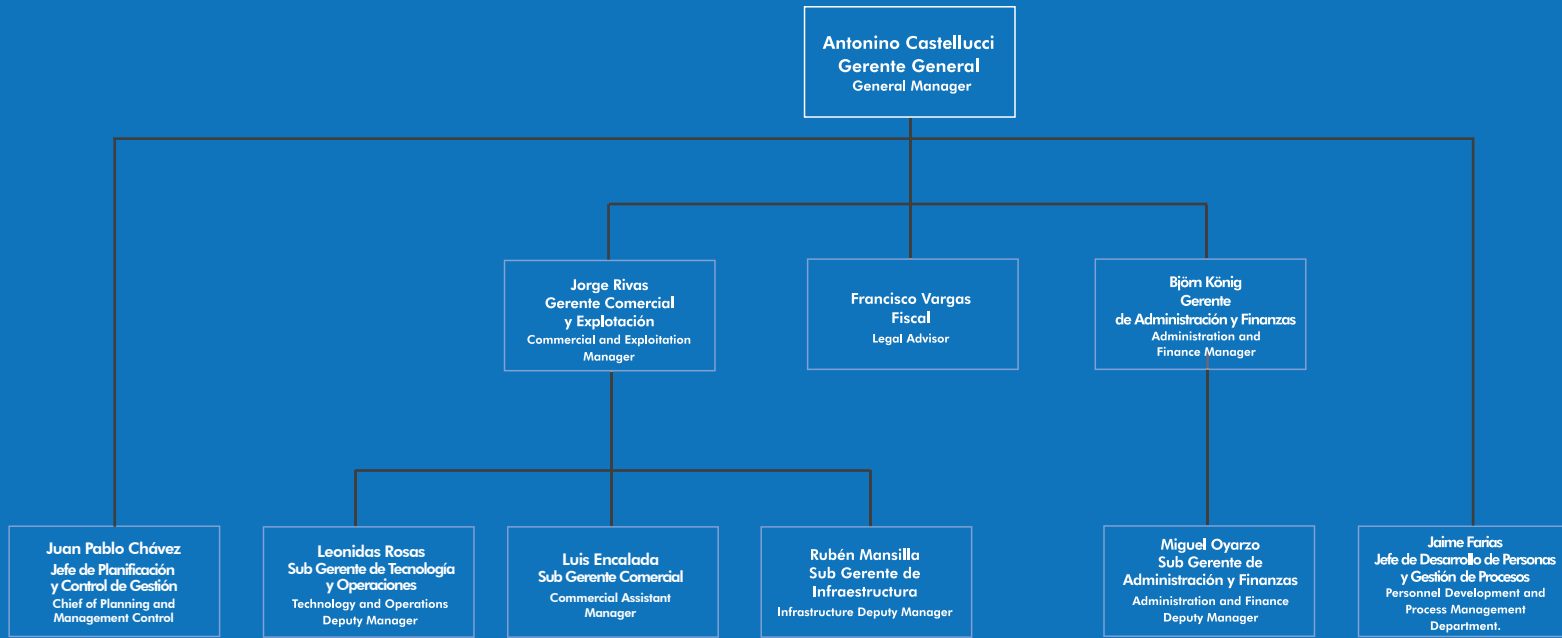 Antonino Castellucci
Gerente General
General Manager
Jorge Rivas
Gerente Comercial
y Explotación
Commercial and Exploitation
Manager
Francisco Vargas
Fiscal
Legal Advisor
Björn König
Gerente
de Administración y Finanzas
Administration and
Finance Manager
Juan Pablo Chávez
Jefe de Planificación
y Control de Gestión
Chief of Planning and
Management Control
Leonidas Rosas
Sub Gerente de Tecnología
y Operaciones
Technology and Operations
Deputy Manager
Luis Encalada
Sub Gerente Comercial
Commercial Assistant
Manager
Rubén Mansilla
Sub Gerente de
Infraestructura
Infrastructure Deputy Manager
Miguel Oyarzo
Sub Gerente de
Administración y Finanzas
Administration and Finance
Deputy Manager
Jaime Farias
Jefe de Desarrollo de Personas
y Gestión de Procesos
Personnel Development and
Process Management
Department.